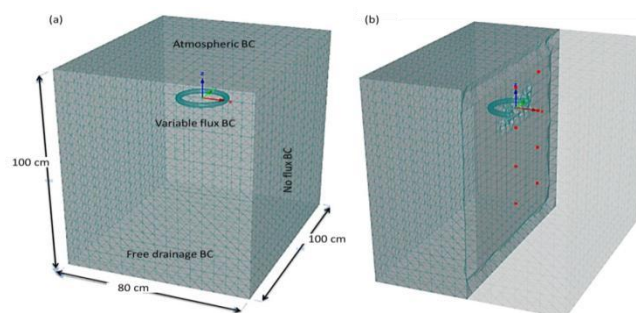 (a)
Atmospheric BC
Variable flux BC
100 cm
No flux BC
Free drainage BC
80 cm
100 cm
(b)